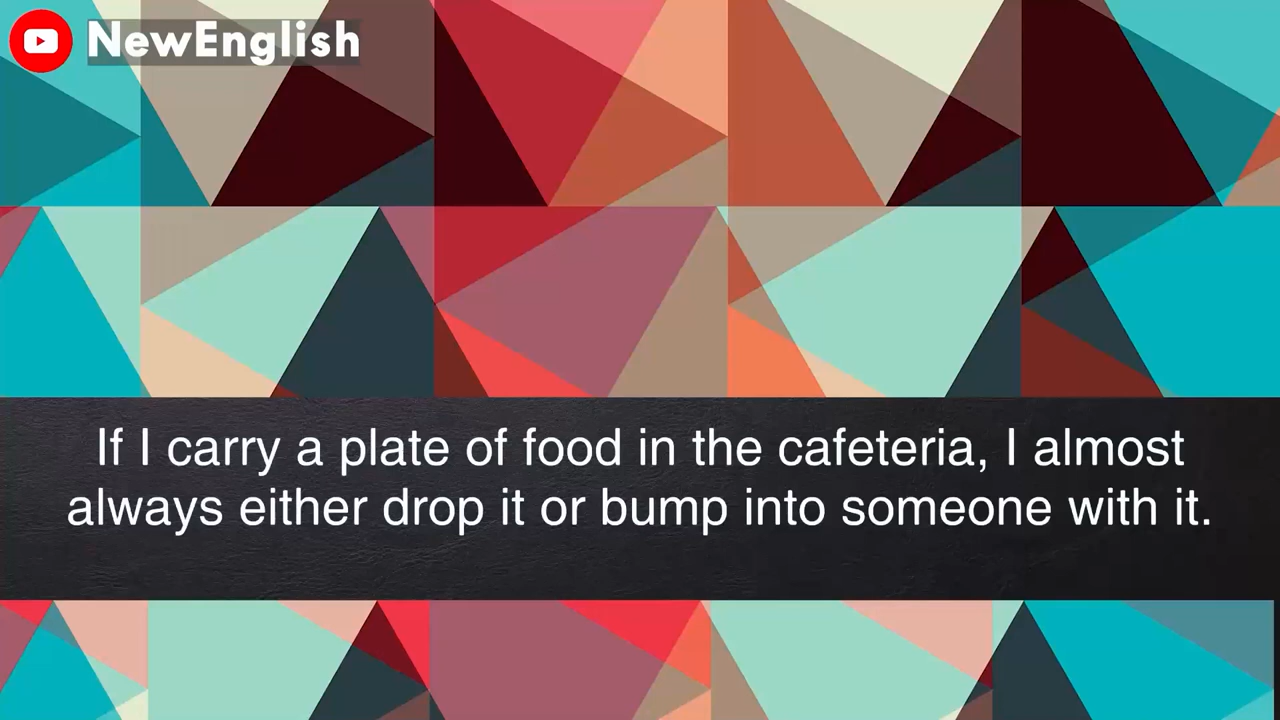 NewEnglish
If I carry a plate of food in the cafeteria, I almost
always either drop it or bump into someone with it.